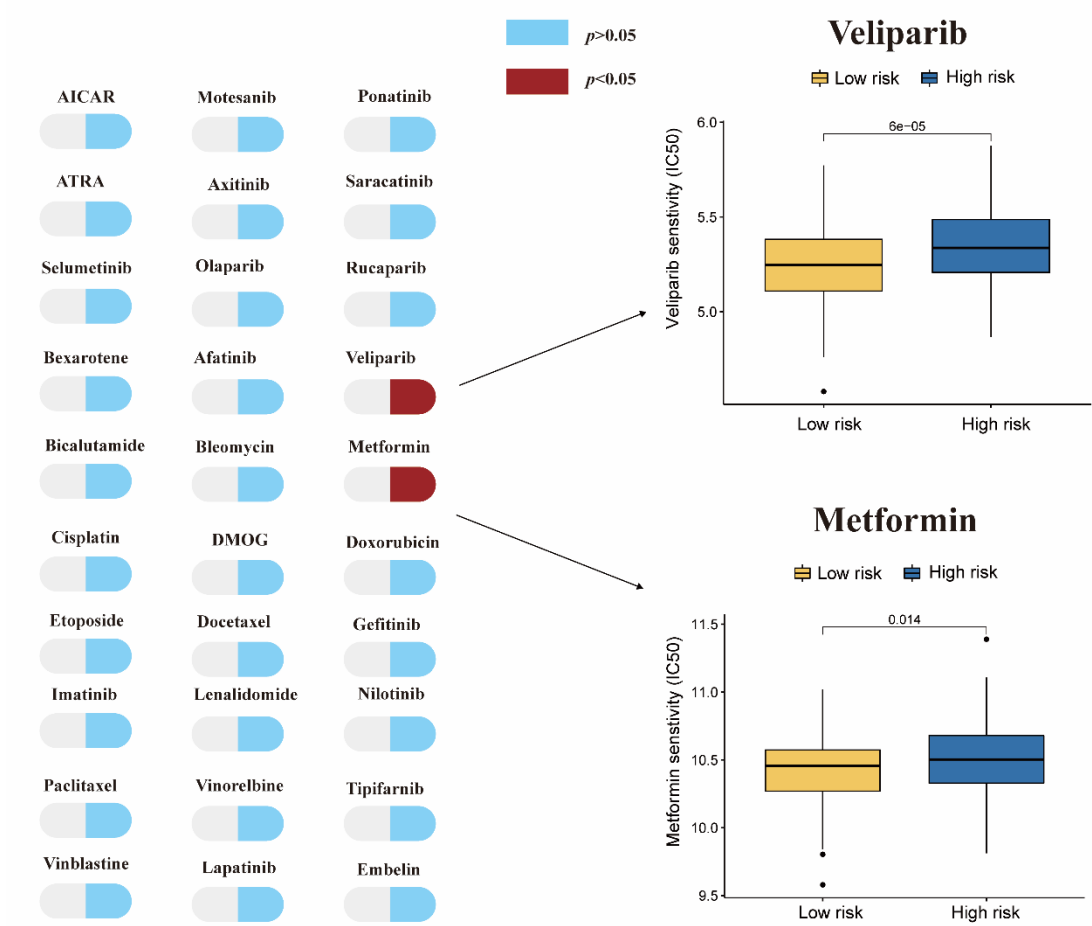 p>0.05
p<0.05
AICAR
Motesanib
Ponatinib
ATRA
Axitinib
Saracatinib
Selumetinib
Olaparib
Rucaparib
Bexarotene
Afatinib
Veliparib
Bicalutamide
Bleomycin
Metformin
Cisplatin
DMOG
Doxorubicin
Etoposide
Docetaxel
Gefitinib
Imatinib
Lenalidomide
Nilotinib
Paclitaxel
Vinorelbine
Tipifarnib
Vinblastine
Lapatinib
Embelin
Veliparib
Low risk
High risk
6e−05
Veliparib senstivity (IC50)
6.0
5.5
5.0
Low risk
High risk
Metformin
Low risk
High risk
0.014
Metformin senstivity (IC50)
11.5
11.0
10.5
10.0
9.5
Low risk
High risk